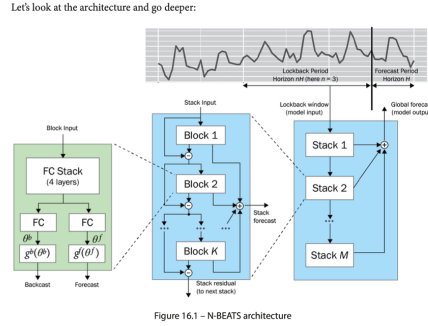 Let's look at the architecture and go deeper:
Lookback Period
Horizon nH (here n = 3)
Forecast Period
Horizon H
Stack Input
Lookback window
(model input)
Global forecast
(model output
Block Input
FC Stack
(4 layers)
FC
FC
θᵇ
θᶠ
gᵇ(θᵇ)
gᶠ(θᶠ)
Backcast
Forecast
Block 1
Block 2
...
...
...
Block K
Stack
forecast
Stack residual
(to next stack)
Stack 1
Stack 2
...
Stack M
Figure 16.1 – N-BEATS architecture